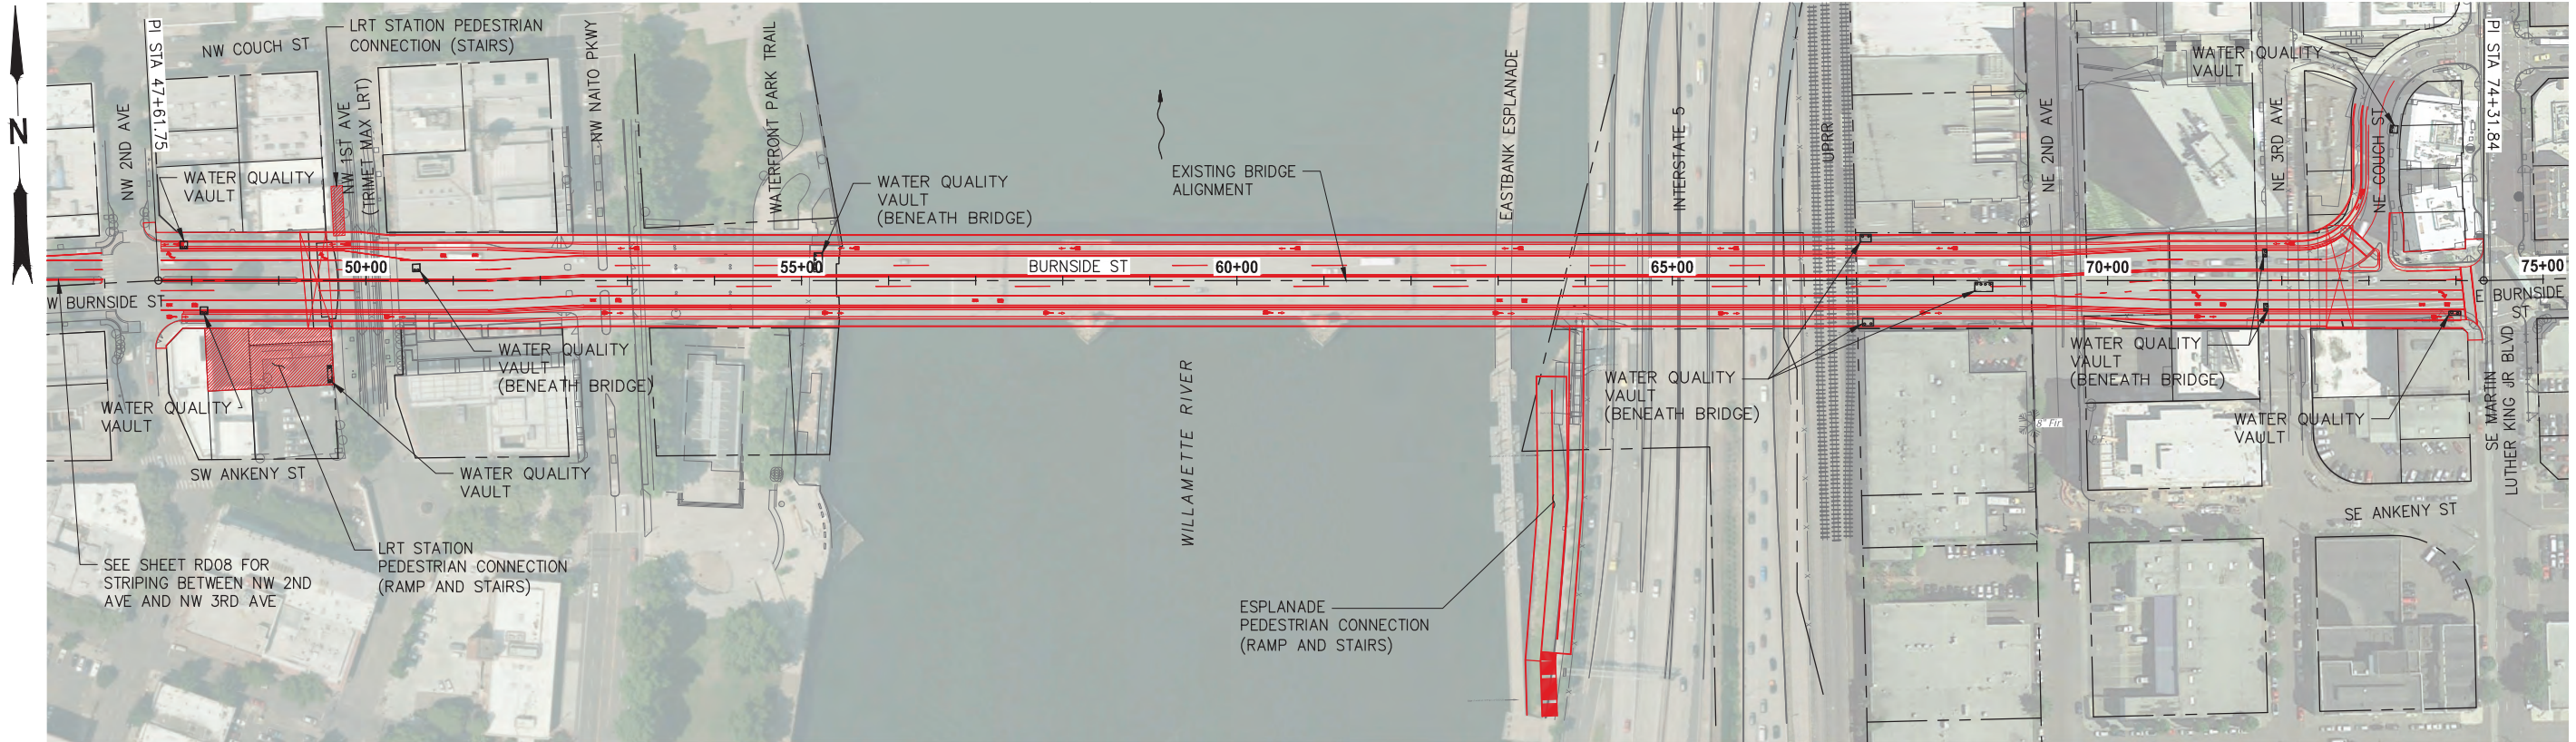 N
NW 2ND AVE
PI STA 47+61.75
NW COUCH ST
LRT STATION PEDESTRIAN
CONNECTION (STAIRS)
NW 1ST AVE
(TRIMET MAX LRT)
NW NAITO PKWY
WATERFRONT PARK TRAIL
WATER QUALITY
VAULT
WATER QUALITY
VAULT
(BENEATH BRIDGE)
EXISTING BRIDGE
ALIGNMENT
EASTBANK ESPLANADE
INTERSTATE 5
UPRR
NE 2ND AVE
NE 3RD AVE
WATER QUALITY
VAULT
NE COUCH ST
PI STA 74+31.84
50+00
55+00
BURNSIDE ST
60+00
65+00
70+00
75+00
W BURNSIDE ST
E BURNSIDE
ST
WATER QUALITY
VAULT
WATER QUALITY
VAULT
(BENEATH BRIDGE)
WATER QUALITY
VAULT
SW ANKENY ST
WILLAMETTE RIVER
WATER QUALITY
VAULT
(BENEATH BRIDGE)
WATER QUALITY
VAULT
(BENEATH BRIDGE)
8" Fir
WATER QUALITY
VAULT
SE MARTIN
LUTHER KING JR BLVD
SE ANKENY ST
SEE SHEET RD08 FOR
STRIPING BETWEEN NW 2ND
AVE AND NW 3RD AVE
LRT STATION
PEDESTRIAN CONNECTION
(RAMP AND STAIRS)
ESPLANADE
PEDESTRIAN CONNECTION
(RAMP AND STAIRS)